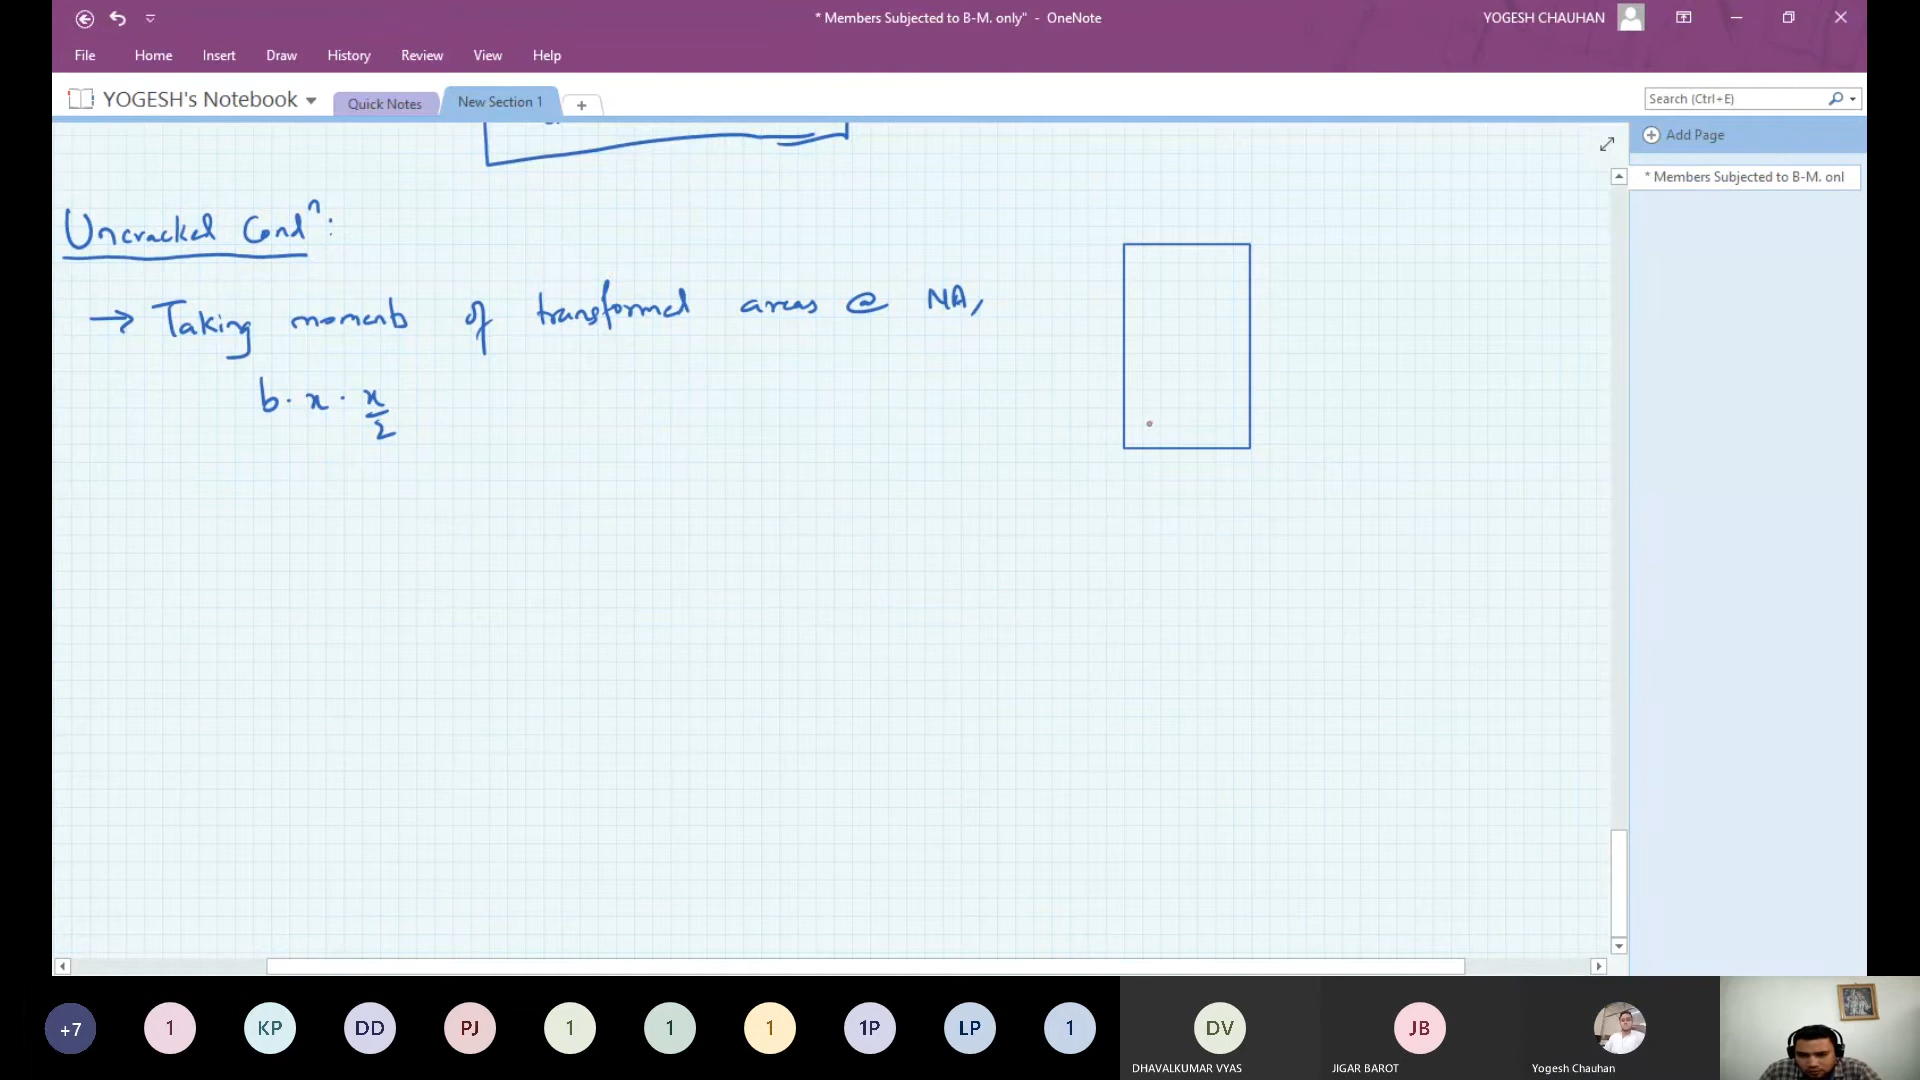 * Members Subjected to B-M. only" - OneNote
YOGESH CHAUHAN
File Home Insert Draw History Review View Help
YOGESH's Notebook
Quick Notes
New Section 1
Search (Ctrl+E)
Add Page
* Members Subjected to B-M. onl
Uncracked Condⁿ:
→ Taking moments of transformed areas @ NA,
b · x · x/2
+7 1 KP DD PJ 1 1 1 1P LP 1 DV JB
DHAVALKUMAR VYAS JIGAR BAROT Yogesh Chauhan